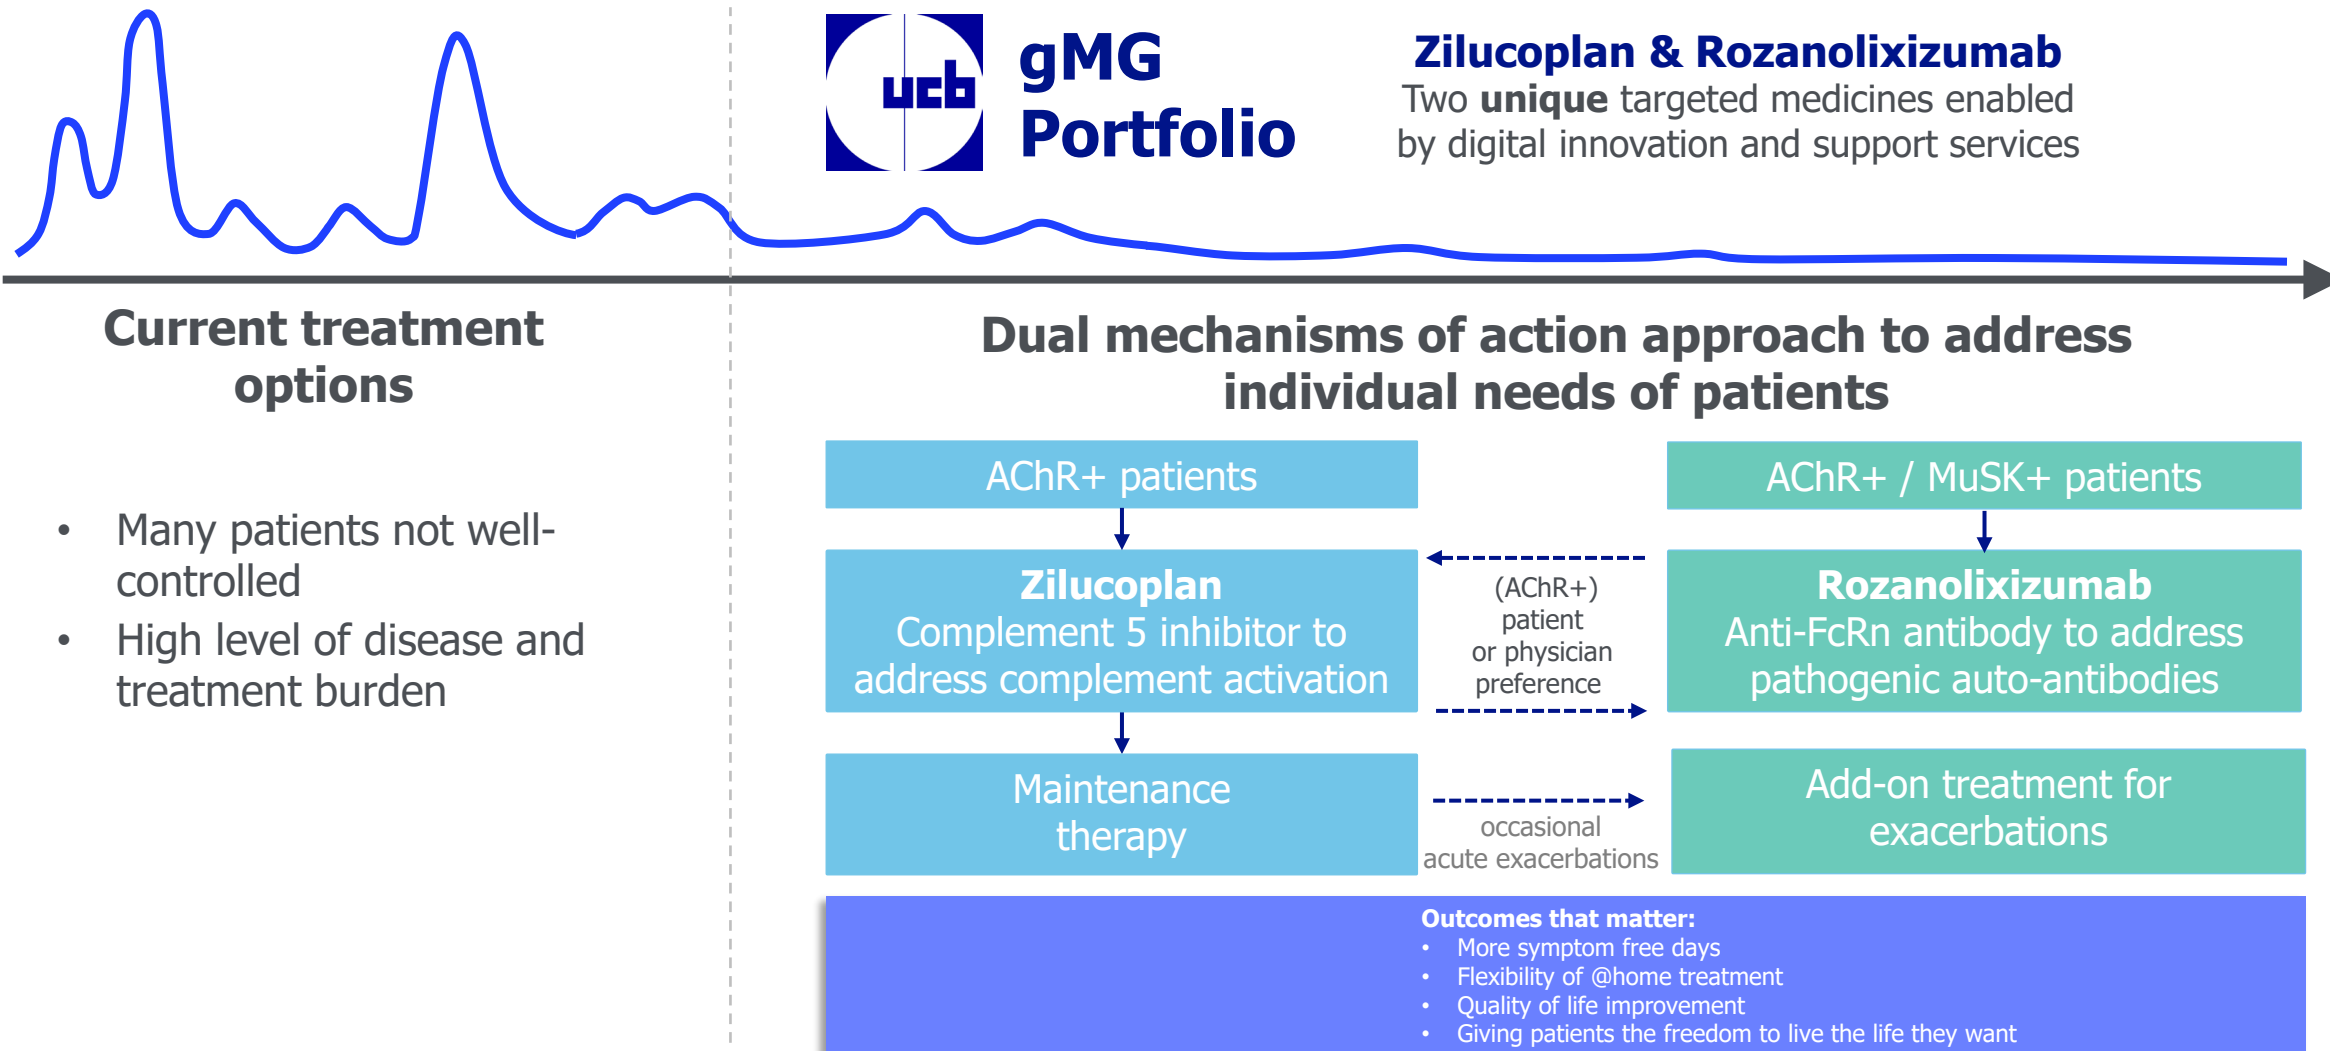 ucb
gMG
Portfolio
Zilucoplan & Rozanolixizumab
Two unique targeted medicines enabled
by digital innovation and support services
Current treatment
options
• Many patients not well-
controlled
• High level of disease and
treatment burden
Dual mechanisms of action approach to address
individual needs of patients
AChR+ patients
AChR+ / MuSK+ patients
Zilucoplan
Complement 5 inhibitor to
address complement activation
(AChR+)
patient
or physician
preference
Rozanolixizumab
Anti-FcRn antibody to address
pathogenic auto-antibodies
Maintenance
therapy
occasional
acute exacerbations
Add-on treatment for
exacerbations
Outcomes that matter:
• More symptom free days
• Flexibility of @home treatment
• Quality of life improvement
• Giving patients the freedom to live the life they want